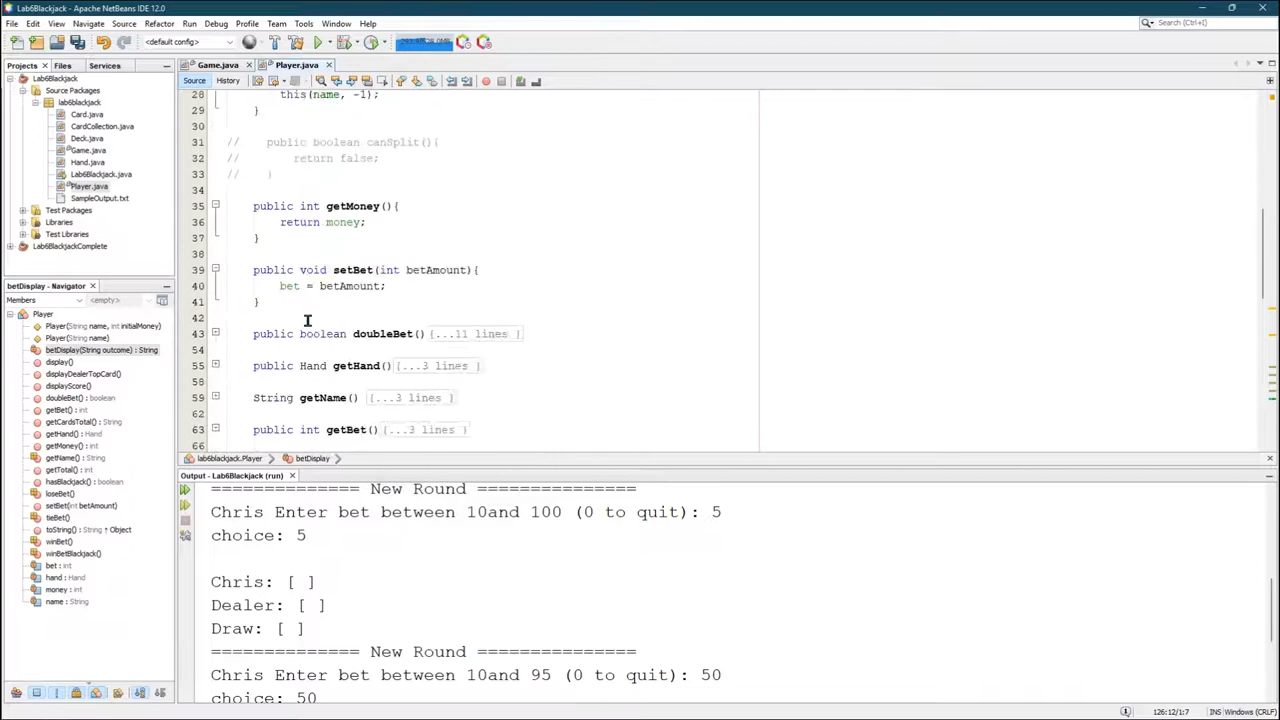 Lab6Blackjack - Apache NetBeans IDE 12.0
File Edit View Navigate Source Refactor Run Debug Profile Team Tools Window Help
Search (Ctrl+I)
<default config>
Projects Files Services
Lab6Blackjack
Source Packages
lab6blackjack
Card.java
CardCollection.java
Deck.java
Game.java
Hand.java
Lab6Blackjack.java
Player.java
SampleOutput.txt
Test Packages
Libraries
Test Libraries
Lab6BlackjackComplete
betDisplay - Navigator
Members <empty>
Player
Player(String name, int initialMoney)
Player(String name)
betDisplay(String outcome) : String
display()
displayDealerTopCard()
displayScore()
doubleBet() : boolean
getBet() : int
getCardsTotal() : String
getHand() : Hand
getMoney() : int
getName() : String
getTotal() : int
hasBlackjack() : boolean
loseBet()
setBet(int betAmount)
tieBet()
toString() : String ↑ Object
winBet()
winBetBlackjack()
bet : int
hand : Hand
money : int
name : String
Game.java Player.java
Source History
28 this(name, -1);
29 }
30
31 // public boolean canSplit(){
32 // return false;
33 // }
34
35 public int getMoney(){
36 return money;
37 }
38
39 public void setBet(int betAmount){
40 bet = betAmount;
41 }
42
43 public boolean doubleBet() {...11 lines }
54
55 public Hand getHand() {...3 lines }
58
59 String getName() {...3 lines }
62
63 public int getBet() {...3 lines }
66
lab6blackjack.Player betDisplay
Output - Lab6Blackjack (run)
============== New Round ===============
Chris Enter bet between 10and 100 (0 to quit): 5
choice: 5
Chris: [ ]
Dealer: [ ]
Draw: [ ]
============== New Round ===============
Chris Enter bet between 10and 95 (0 to quit): 50
choice: 50
126:12/1:7 INS Windows (CRLF)